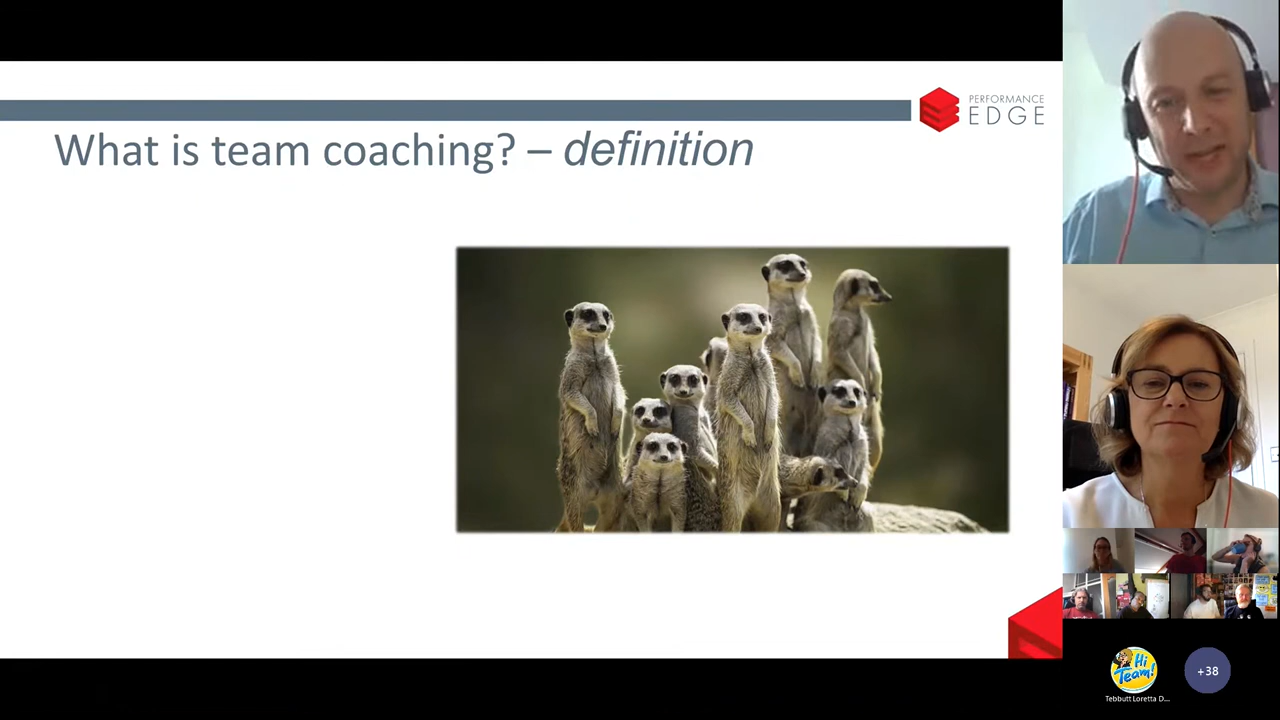 What is team coaching? – definition
PERFORMANCE
EDGE
Hi
Team!
Tebbutt Loretta D...
+38